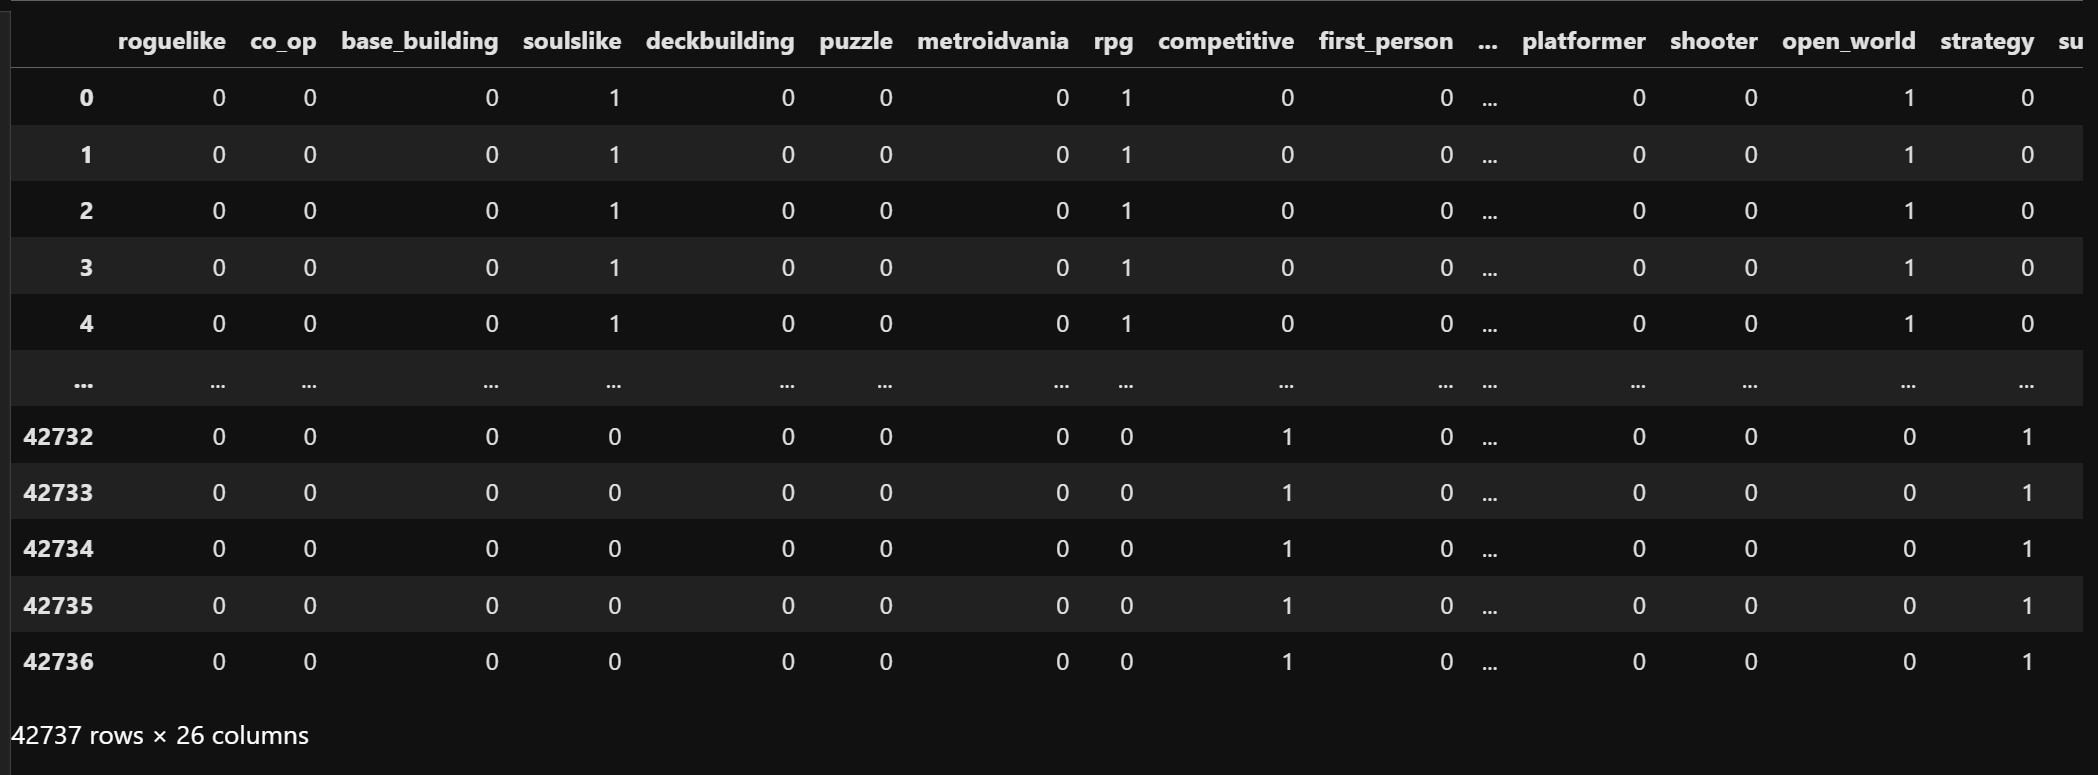 roguelike co_op base_building soulslike deckbuilding puzzle metroidvania rpg competitive first_person ... platformer shooter open_world strategy su
0 0 0 0 1 0 0 0 1 0 0 ... 0 0 1 0
1 0 0 0 1 0 0 0 1 0 0 ... 0 0 1 0
2 0 0 0 1 0 0 0 1 0 0 ... 0 0 1 0
3 0 0 0 1 0 0 0 1 0 0 ... 0 0 1 0
4 0 0 0 1 0 0 0 1 0 0 ... 0 0 1 0
... ... ... ... ... ... ... ... ... ... ... ... ... ... ... ...
42732 0 0 0 0 0 0 0 0 1 0 ... 0 0 0 1
42733 0 0 0 0 0 0 0 0 1 0 ... 0 0 0 1
42734 0 0 0 0 0 0 0 0 1 0 ... 0 0 0 1
42735 0 0 0 0 0 0 0 0 1 0 ... 0 0 0 1
42736 0 0 0 0 0 0 0 0 1 0 ... 0 0 0 1
42737 rows × 26 columns